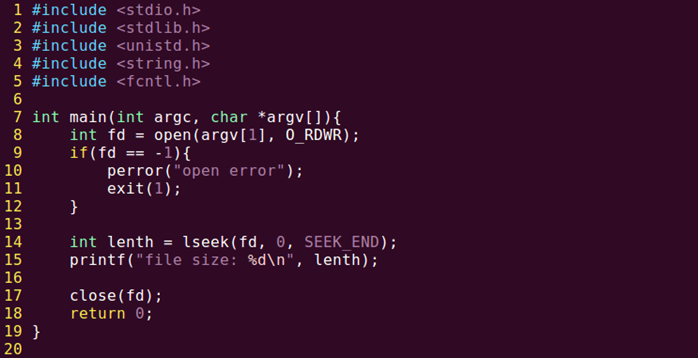 1 #include <stdio.h>
2 #include <stdlib.h>
3 #include <unistd.h>
4 #include <string.h>
5 #include <fcntl.h>
6
7 int main(int argc, char *argv[]){
8     int fd = open(argv[1], O_RDWR);
9     if(fd == -1){
10         perror("open error");
11         exit(1);
12     }
13
14     int lenth = lseek(fd, 0, SEEK_END);
15     printf("file size: %d\n", lenth);
16
17     close(fd);
18     return 0;
19 }
20